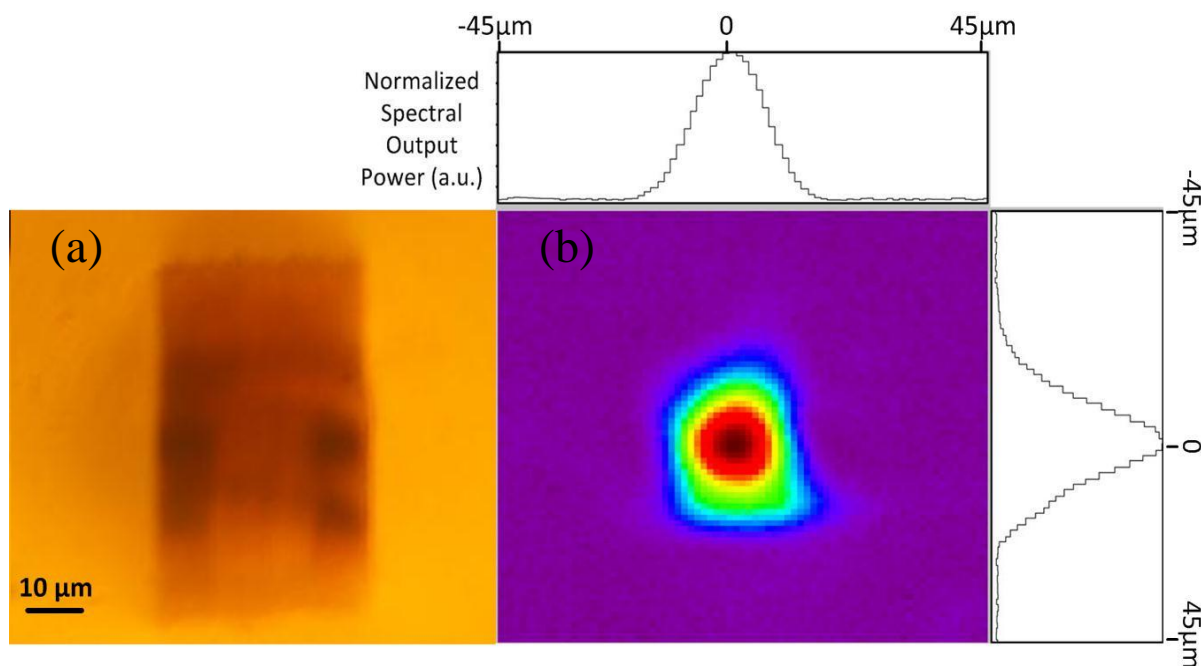 -45μm 0 45μm
Normalized
Spectral
Output
Power (a.u.)
(a)
(b)
-45μm
0
45μm
10 μm